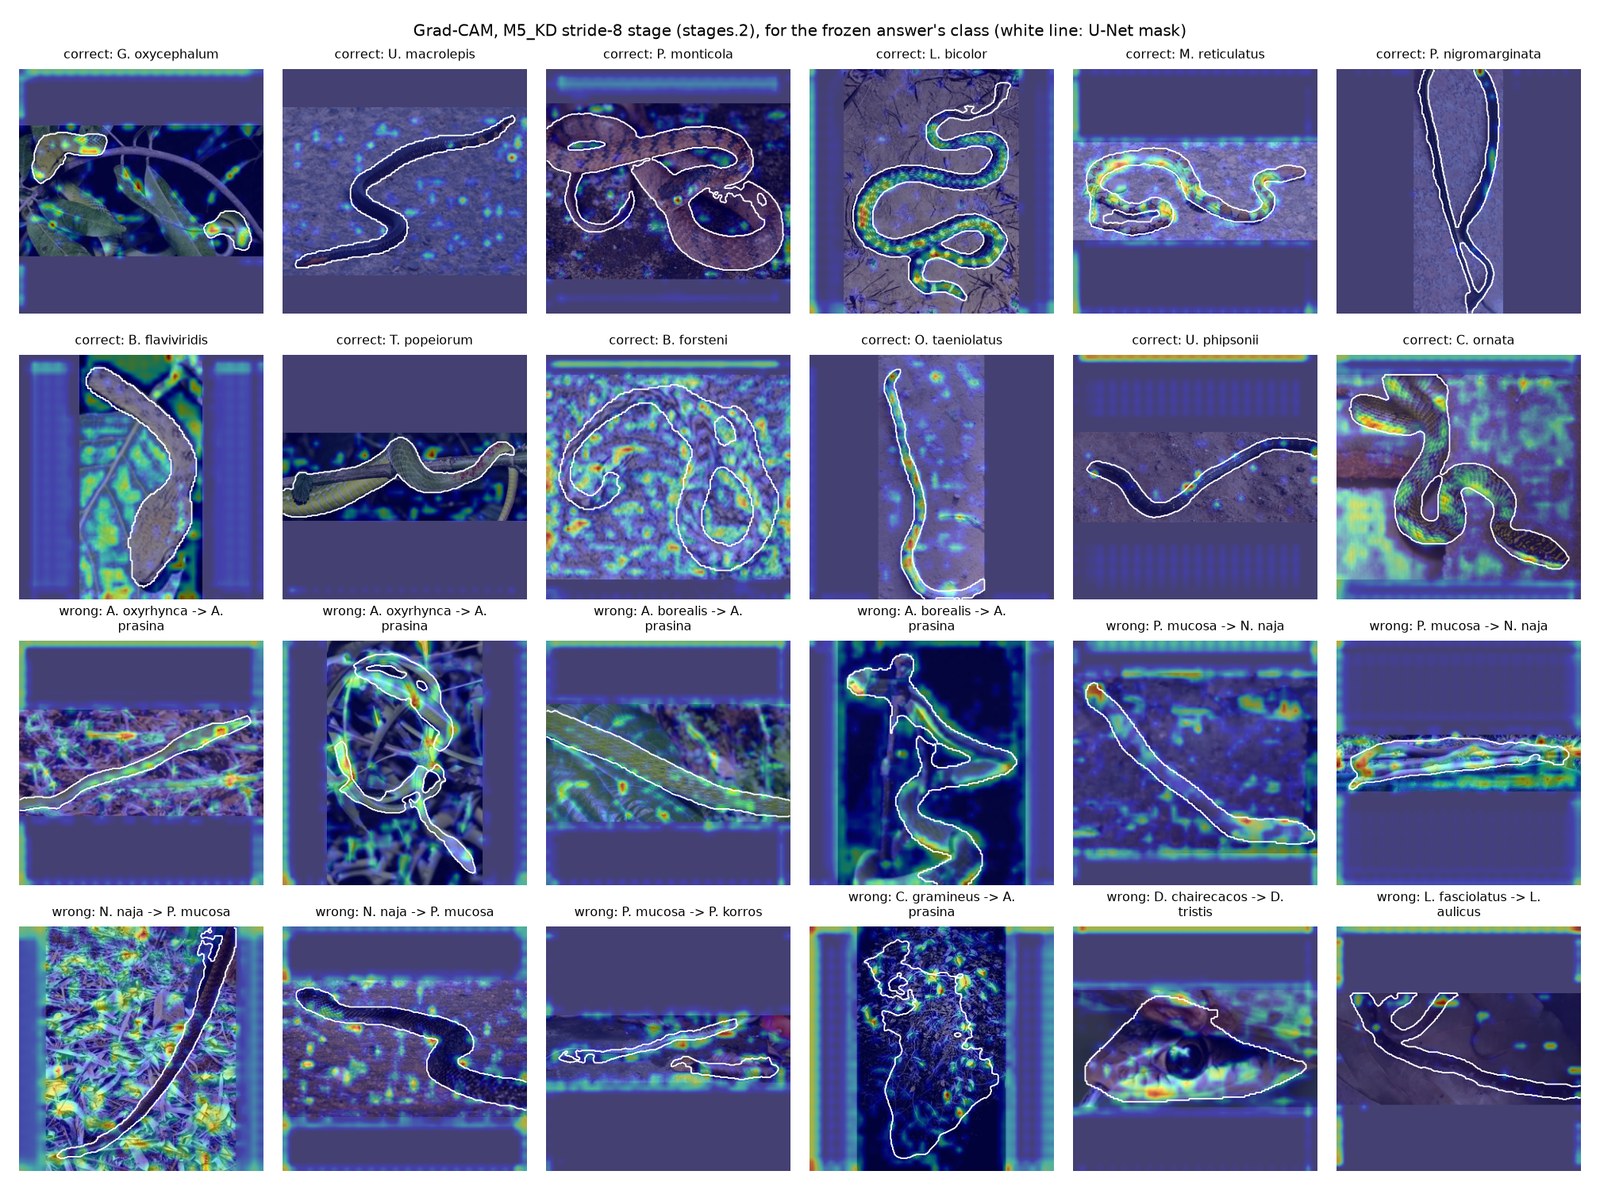 Grad-CAM, M5_KD stride-8 stage (stages.2), for the frozen answer's class (white line: U-Net mask)
correct: G. oxycephalum
correct: U. macrolepis
correct: P. monticola
correct: L. bicolor
correct: M. reticulatus
correct: P. nigromarginata
correct: B. flaviviridis
correct: T. popeiorum
correct: B. forsteni
correct: O. taeniolatus
correct: U. phipsonii
correct: C. ornata
wrong: A. oxyrhynca -> A.
prasina
wrong: A. oxyrhynca -> A.
prasina
wrong: A. borealis -> A.
prasina
wrong: A. borealis -> A.
prasina
wrong: P. mucosa -> N. naja
wrong: P. mucosa -> N. naja
wrong: N. naja -> P. mucosa
wrong: N. naja -> P. mucosa
wrong: P. mucosa -> P. korros
wrong: C. gramineus -> A.
prasina
wrong: D. chairecacos -> D.
tristis
wrong: L. fasciolatus -> L.
aulicus